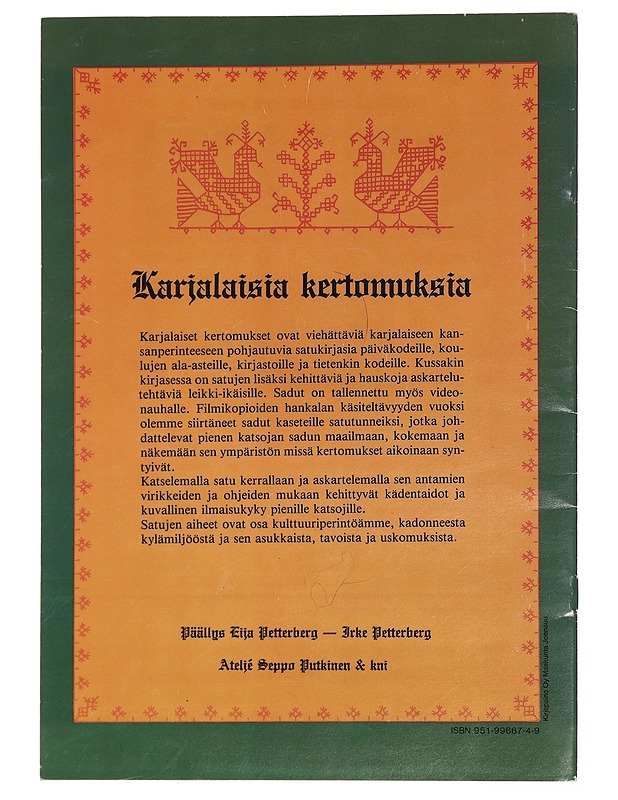 Karjalaisia kertomuksia
Karjalaiset kertomukset ovat viehättäviä karjalaiseen kan-
sanperinteeseen pohjautuvia satukirjasia päiväkodeille, kou-
lujen ala-asteille, kirjastoille ja tietenkin kodeille. Kussakin
kirjasessa on satujen lisäksi kehittäviä ja hauskoja askartelu-
tehtäviä leikki-ikäisille. Sadut on tallennettu myös video-
nauhalle. Filmikopioiden hankalan käsiteltävyyden vuoksi
olemme siirtäneet sadut kaseteille satutunneiksi, jotka joh-
dattelevat pienen katsojan sadun maailmaan, kokemaan ja
näkemään sen ympäristön missä kertomukset aikoinaan syn-
tyivät.
Katselemalla satu kerrallaan ja askartelemalla sen antamien
virikkeiden ja ohjeiden mukaan kehittyvät kädentaidot ja
kuvallinen ilmaisukyky pienille katsojille.
Satujen aiheet ovat osa kulttuuriperintöämme, kadonneesta
kylämiljööstä ja sen asukkaista, tavoista ja uskomuksista.
Päällys Eija Petterberg — Irke Petterberg
Ateljé Seppo Putkinen & kni
Kirjapaino Oy Maakunta Joensuu
ISBN 951-99667-4-9